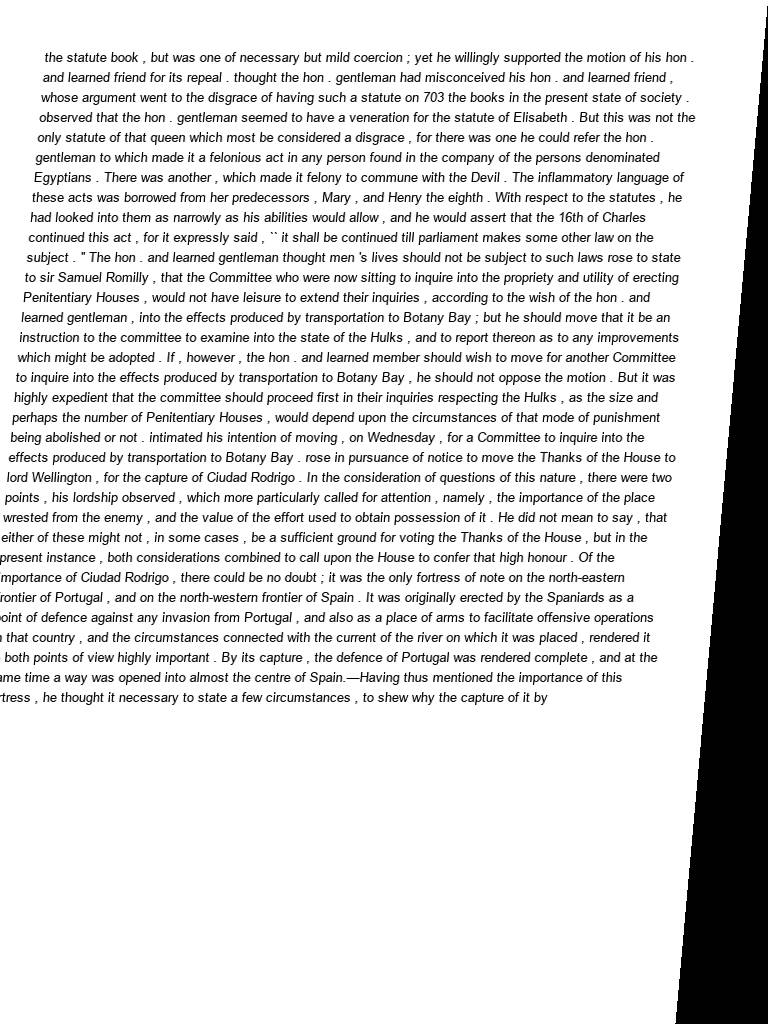 the statute book , but was one of necessary but mild coercion ; yet he willingly supported the motion of his hon .
and learned friend for its repeal . thought the hon . gentleman had misconceived his hon . and learned friend ,
whose argument went to the disgrace of having such a statute on 703 the books in the present state of society .
observed that the hon . gentleman seemed to have a veneration for the statute of Elisabeth . But this was not the
only statute of that queen which most be considered a disgrace , for there was one he could refer the hon .
gentleman to which made it a felonious act in any person found in the company of the persons denominated
Egyptians . There was another , which made it felony to commune with the Devil . The inflammatory language of
these acts was borrowed from her predecessors , Mary , and Henry the eighth . With respect to the statutes , he
had looked into them as narrowly as his abilities would allow , and he would assert that the 16th of Charles
continued this act , for it expressly said , `` it shall be continued till parliament makes some other law on the
subject . " The hon . and learned gentleman thought men 's lives should not be subject to such laws rose to state
to sir Samuel Romilly , that the Committee who were now sitting to inquire into the propriety and utility of erecting
Penitentiary Houses , would not have leisure to extend their inquiries , according to the wish of the hon . and
learned gentleman , into the effects produced by transportation to Botany Bay ; but he should move that it be an
instruction to the committee to examine into the state of the Hulks , and to report thereon as to any improvements
which might be adopted . If , however , the hon . and learned member should wish to move for another Committee
to inquire into the effects produced by transportation to Botany Bay , he should not oppose the motion . But it was
highly expedient that the committee should proceed first in their inquiries respecting the Hulks , as the size and
perhaps the number of Penitentiary Houses , would depend upon the circumstances of that mode of punishment
being abolished or not . intimated his intention of moving , on Wednesday , for a Committee to inquire into the
effects produced by transportation to Botany Bay . rose in pursuance of notice to move the Thanks of the House to
lord Wellington , for the capture of Ciudad Rodrigo . In the consideration of questions of this nature , there were two
points , his lordship observed , which more particularly called for attention , namely , the importance of the place
wrested from the enemy , and the value of the effort used to obtain possession of it . He did not mean to say , that
either of these might not , in some cases , be a sufficient ground for voting the Thanks of the House , but in the
present instance , both considerations combined to call upon the House to confer that high honour . Of the
importance of Ciudad Rodrigo , there could be no doubt ; it was the only fortress of note on the north-eastern
frontier of Portugal , and on the north-western frontier of Spain . It was originally erected by the Spaniards as a
point of defence against any invasion from Portugal , and also as a place of arms to facilitate offensive operations
that country , and the circumstances connected with the current of the river on which it was placed , rendered it
both points of view highly important . By its capture , the defence of Portugal was rendered complete , and at the
ame time a way was opened into almost the centre of Spain.—Having thus mentioned the importance of this
rtress , he thought it necessary to state a few circumstances , to shew why the capture of it by